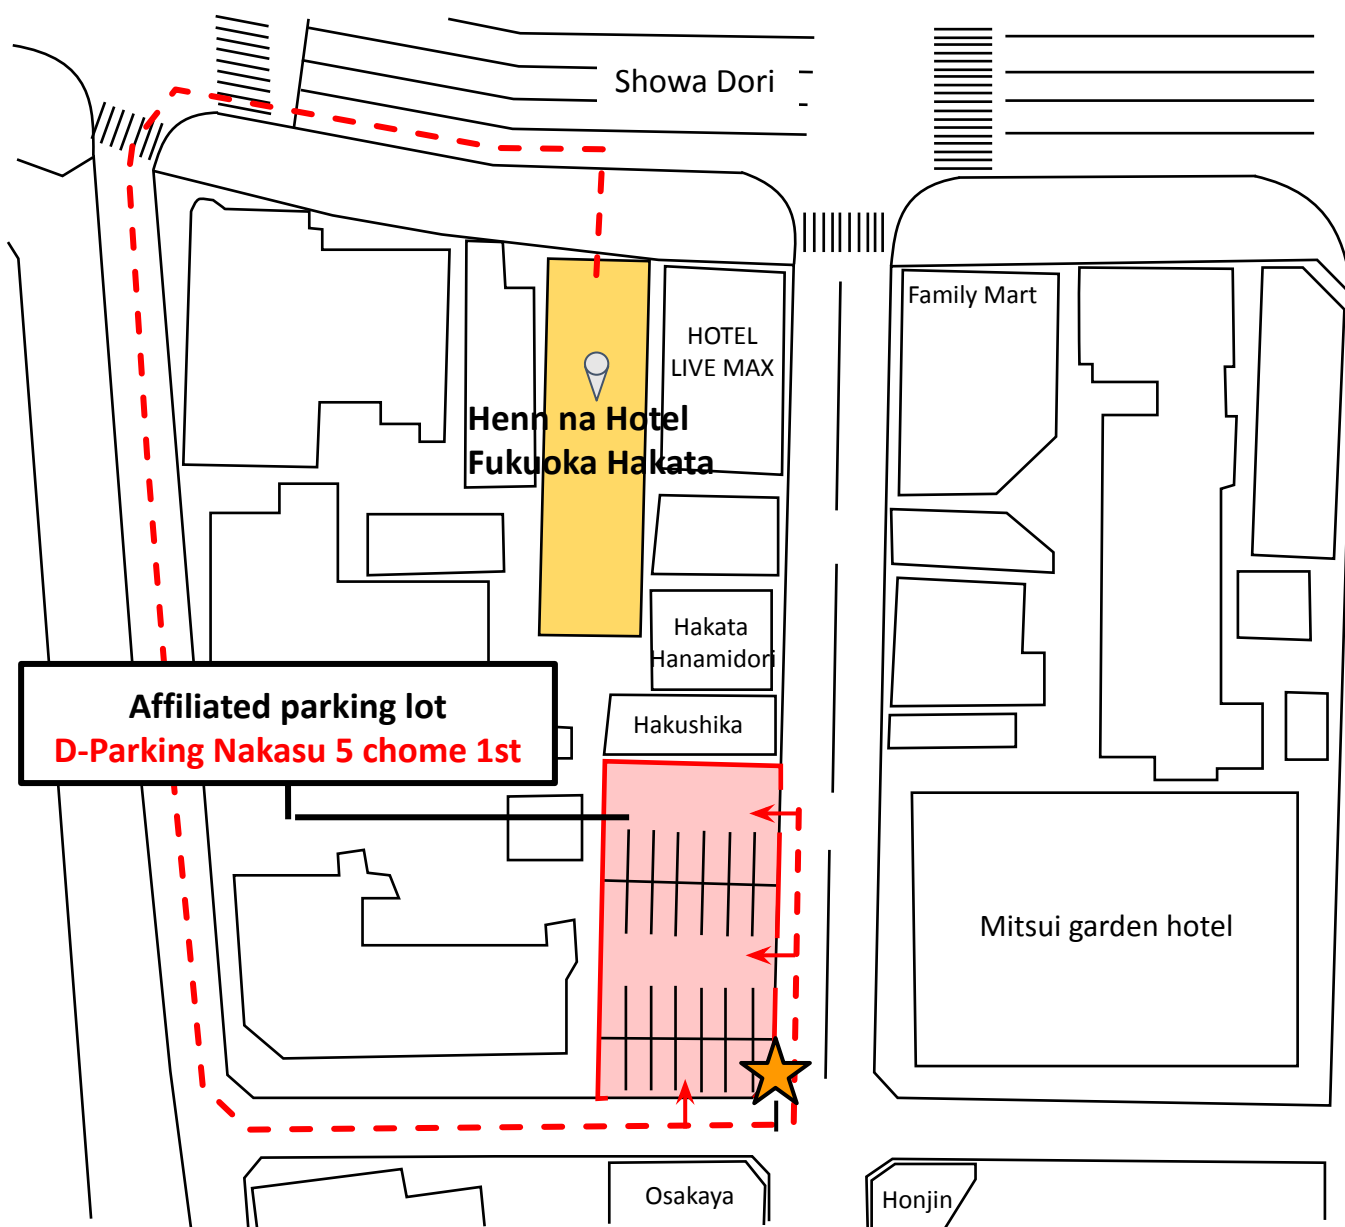 Showa Dori
Family Mart
HOTEL
LIVE MAX
Henn na Hotel
Fukuoka Hakata
Hakata
Hanamidori
Affiliated parking lot
D-Parking Nakasu 5 chome 1st
Hakushika
Mitsui garden hotel
Osakaya
Honjin